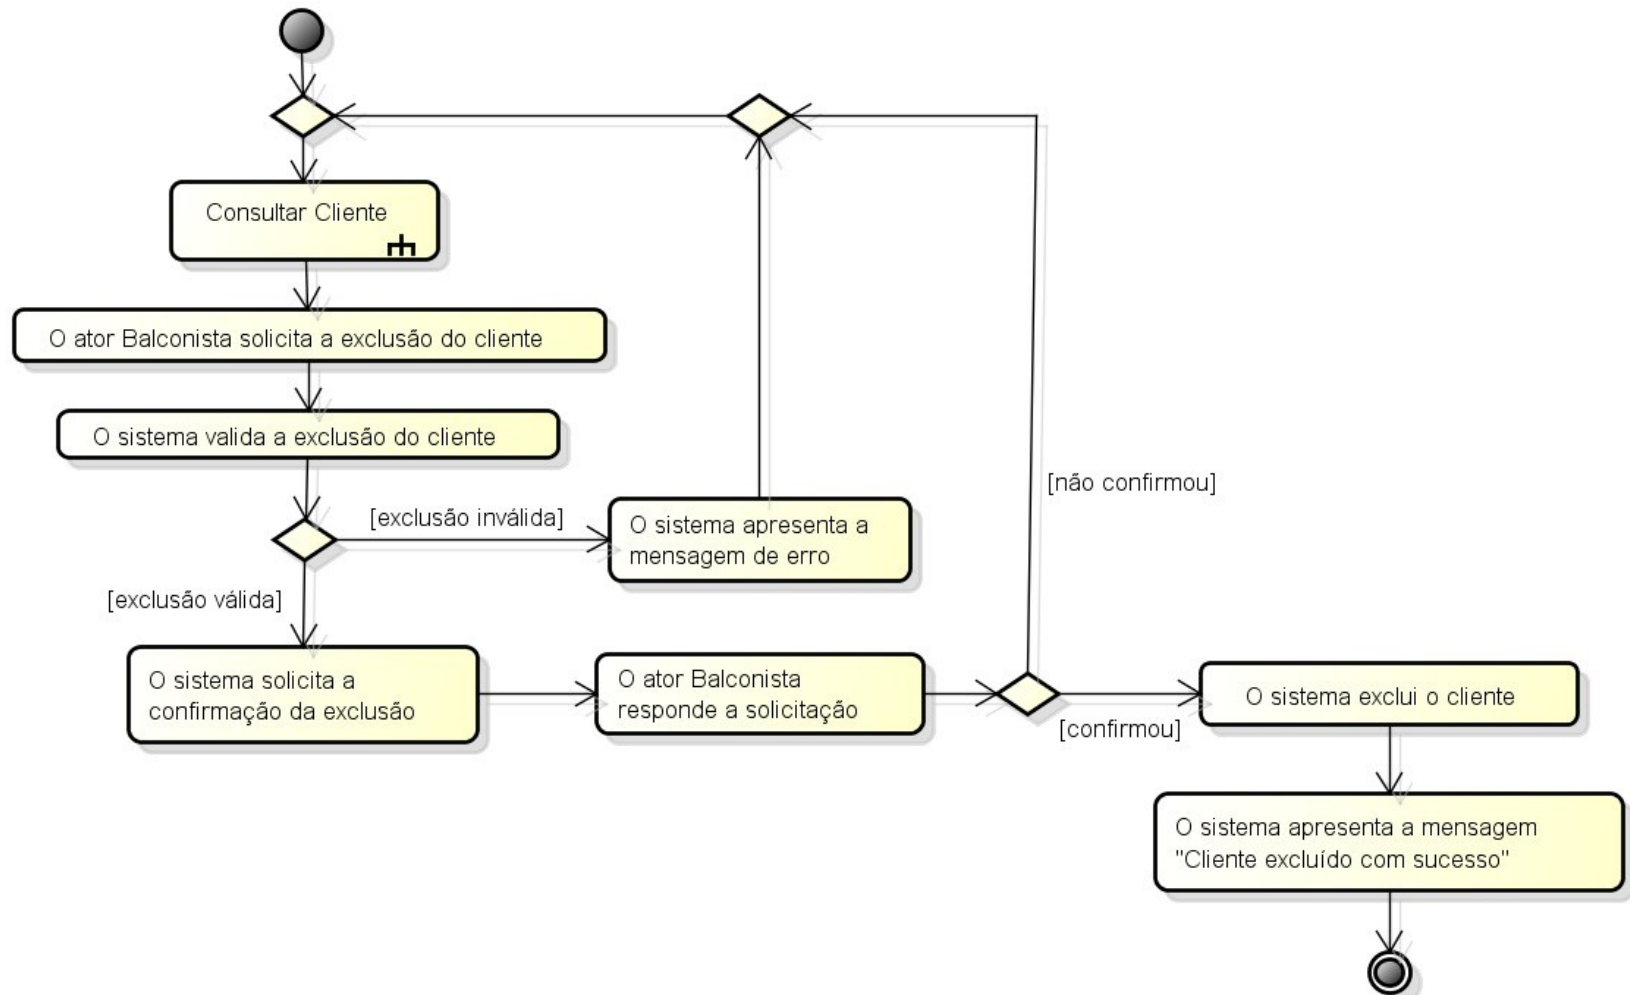 Consultar Cliente
O ator Balconista solicita a exclusão do cliente
O sistema valida a exclusão do cliente
[não confirmou]
[exclusão inválida]
O sistema apresenta a
mensagem de erro
[exclusão válida]
O sistema solicita a
confirmação da exclusão
O ator Balconista
responde a solicitação
[confirmou]
O sistema exclui o cliente
O sistema apresenta a mensagem
"Cliente excluído com sucesso"